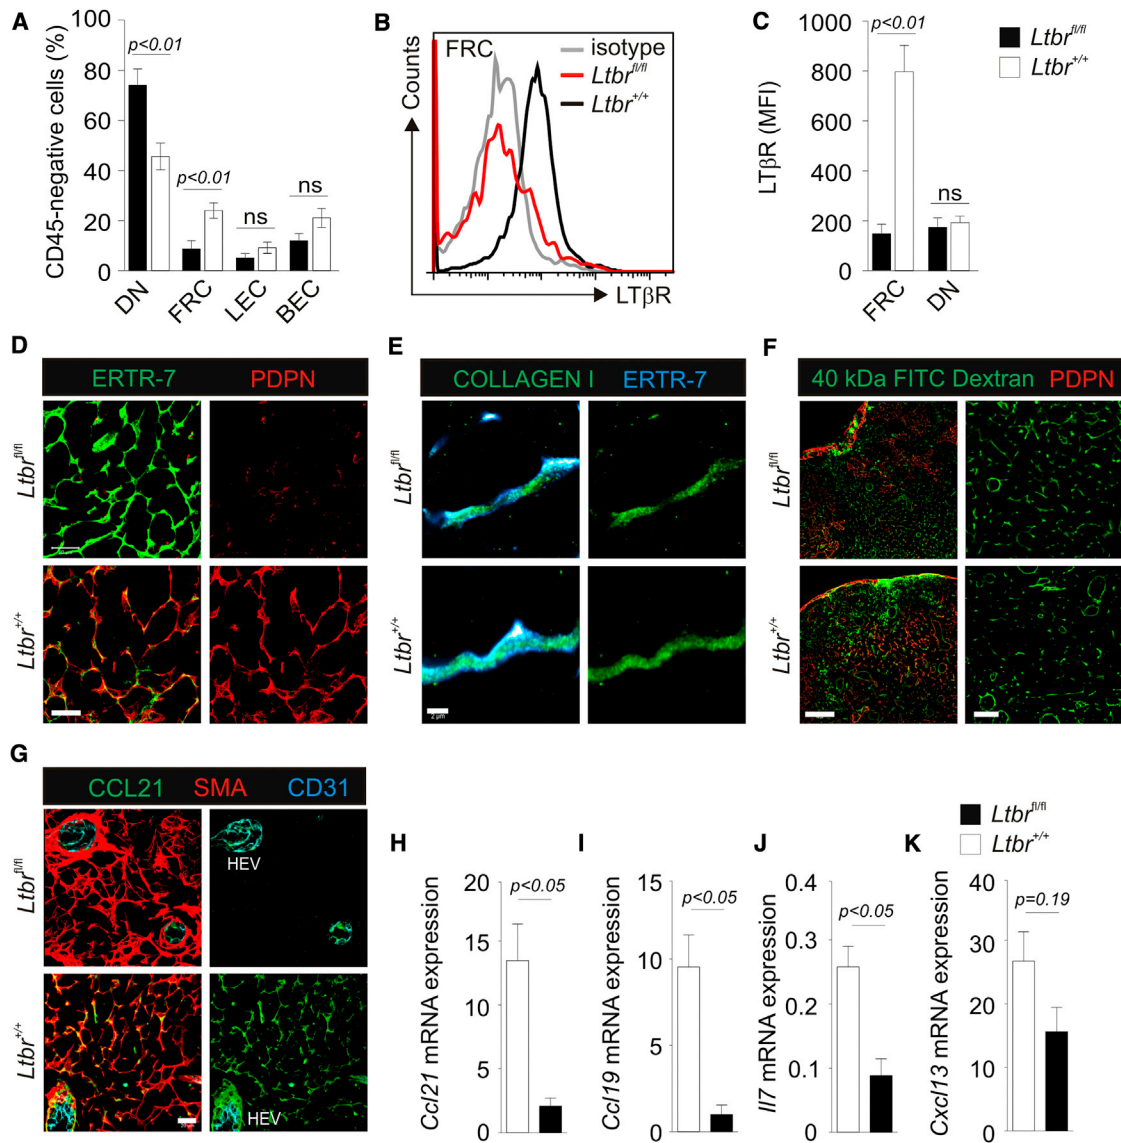 A
CD45-negative cells (%)
100
80
60
40
20
0
p<0.01
p<0.01
ns
ns
DN
FRC
LEC
BEC
B
Counts
FRC
isotype
Ltbr^fl/fl
Ltbr^+/+
LTβR
C
LTβR (MFI)
1000
800
600
400
200
0
p<0.01
ns
FRC
DN
Ltbr^fl/fl
Ltbr^+/+
D
ERTR-7 PDPN
Ltbr^fl/fl
Ltbr^+/+
E
COLLAGEN I ERTR-7
Ltbr^fl/fl
Ltbr^+/+
2 µm
F
40 kDa FITC Dextran PDPN
Ltbr^fl/fl
Ltbr^+/+
G
CCL21 SMA CD31
Ltbr^fl/fl
HEV
Ltbr^+/+
HEV
Ltbr^fl/fl
Ltbr^+/+
H
Ccl21 mRNA expression
20
15
10
5
0
p<0.05
I
Ccl19 mRNA expression
15
10
5
0
p<0.05
J
Il7 mRNA expression
0.4
0.3
0.2
0.1
0
p<0.05
K
Cxcl13 mRNA expression
40
30
20
10
0
p=0.19